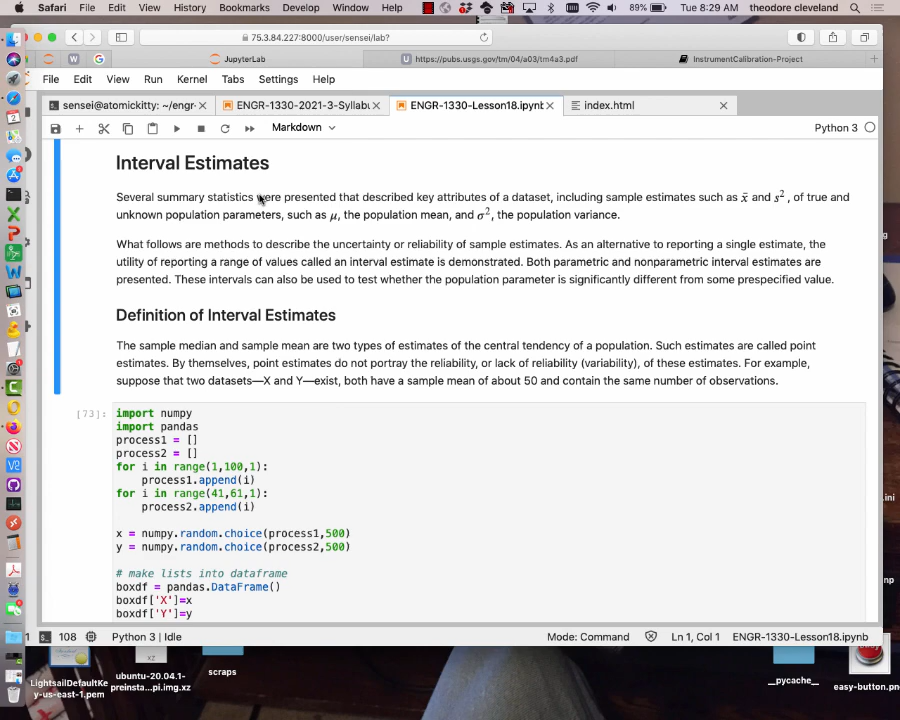 Safari File Edit View History Bookmarks Develop Window Help 89% Tue 8:29 AM theodore cleveland
75.3.84.227:8000/user/sensei/lab?
JupyterLab https://pubs.usgs.gov/tm/04/a03/tm4a3.pdf InstrumentCalibration-Project
File Edit View Run Kernel Tabs Settings Help
sensei@atomickitty: ~/engr- ENGR-1330-2021-3-Syllabu ENGR-1330-Lesson18.ipynb index.html
Markdown Python 3
Interval Estimates
Several summary statistics were presented that described key attributes of a dataset, including sample estimates such as x̄ and s², of true and
unknown population parameters, such as μ, the population mean, and σ², the population variance.
What follows are methods to describe the uncertainty or reliability of sample estimates. As an alternative to reporting a single estimate, the
utility of reporting a range of values called an interval estimate is demonstrated. Both parametric and nonparametric interval estimates are
presented. These intervals can also be used to test whether the population parameter is significantly different from some prespecified value.
Definition of Interval Estimates
The sample median and sample mean are two types of estimates of the central tendency of a population. Such estimates are called point
estimates. By themselves, point estimates do not portray the reliability, or lack of reliability (variability), of these estimates. For example,
suppose that two datasets—X and Y—exist, both have a sample mean of about 50 and contain the same number of observations.
[73]: import numpy
import pandas
process1 = []
process2 = []
for i in range(1,100,1):
process1.append(i)
for i in range(41,61,1):
process2.append(i)
x = numpy.random.choice(process1,500)
y = numpy.random.choice(process2,500)
# make lists into dataframe
boxdf = pandas.DataFrame()
boxdf['X']=x
boxdf['Y']=y
1 108 Python 3 | Idle Mode: Command Ln 1, Col 1 ENGR-1330-Lesson18.ipynb
LightsailDefaultKe
y-us-east-1.pem
ubuntu-20.04.1-
preinsta...pi.img.xz
scraps
__pycache__
easy-button.pn